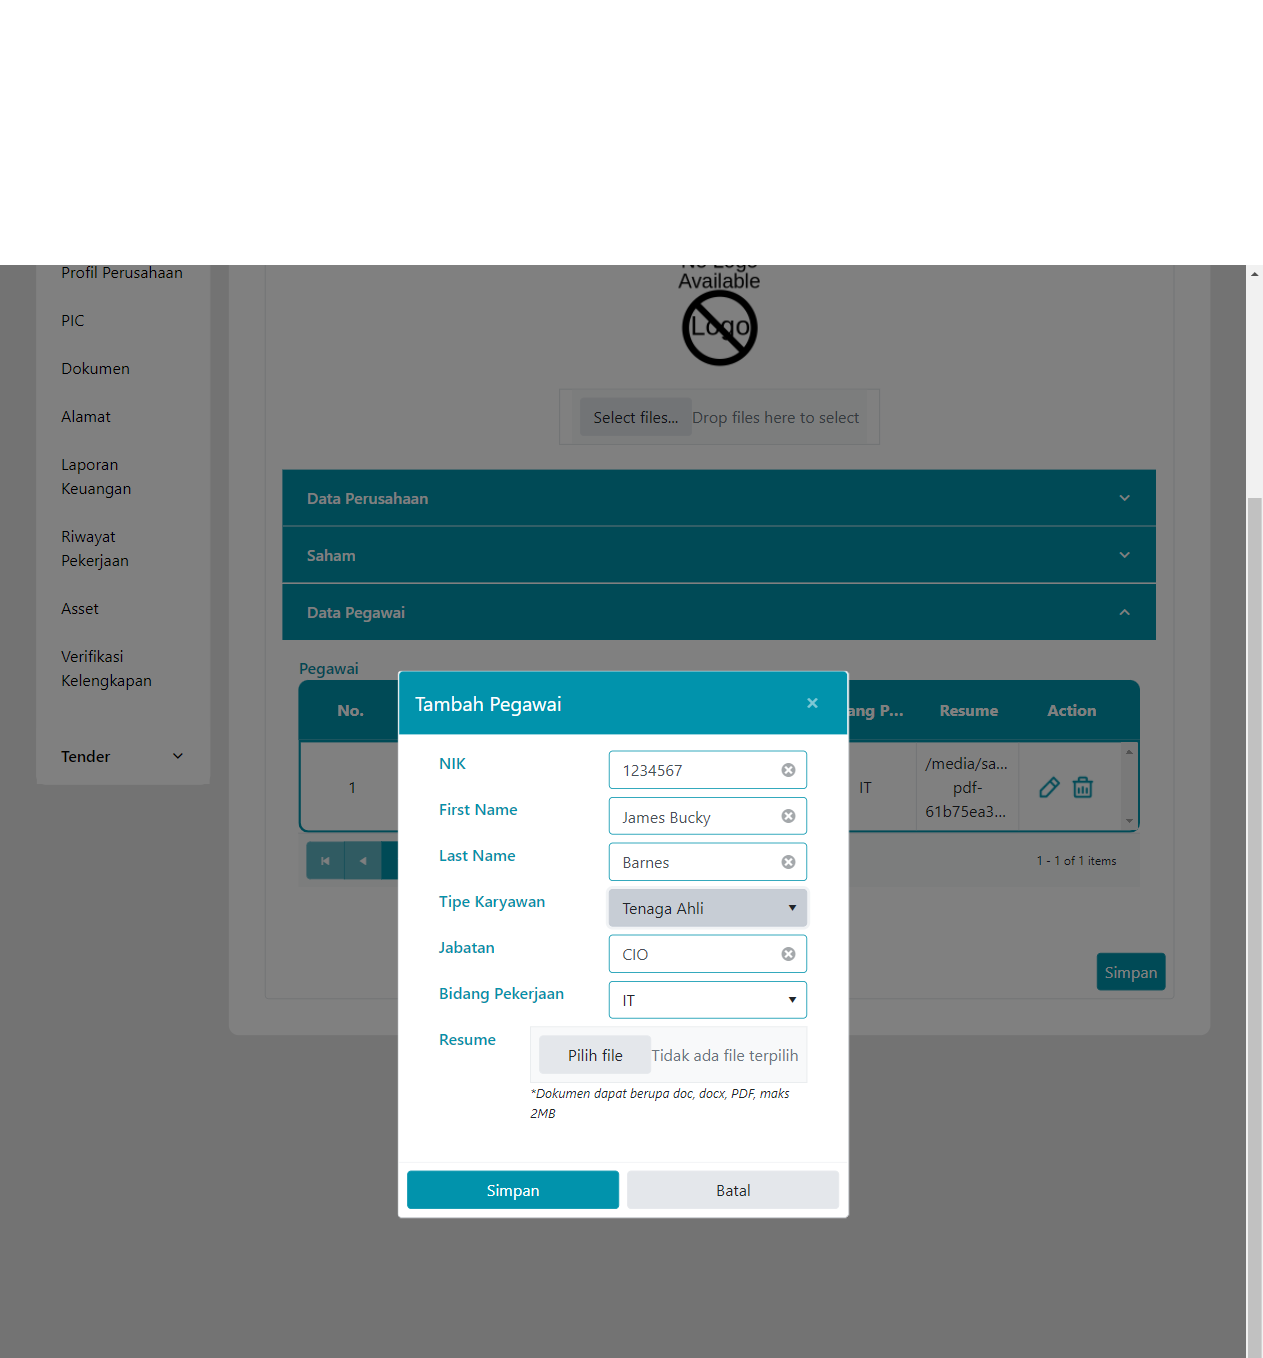 Profil Perusahaan
PIC
Dokumen
Alamat
Laporan
Keuangan
Riwayat
Pekerjaan
Asset
Verifikasi
Kelengkapan
Tender
Available
Logo
Select files...
Drop files here to select
Data Perusahaan
Saham
Data Pegawai
Pegawai
No.
ang P...
Resume
Action
1
IT
/media/sa...
pdf-
61b75ea3...
1 - 1 of 1 items
Simpan
Tambah Pegawai
NIK
1234567
First Name
James Bucky
Last Name
Barnes
Tipe Karyawan
Tenaga Ahli
Jabatan
CIO
Bidang Pekerjaan
IT
Resume
Pilih file
Tidak ada file terpilih
*Dokumen dapat berupa doc, docx, PDF, maks
2MB
Simpan
Batal